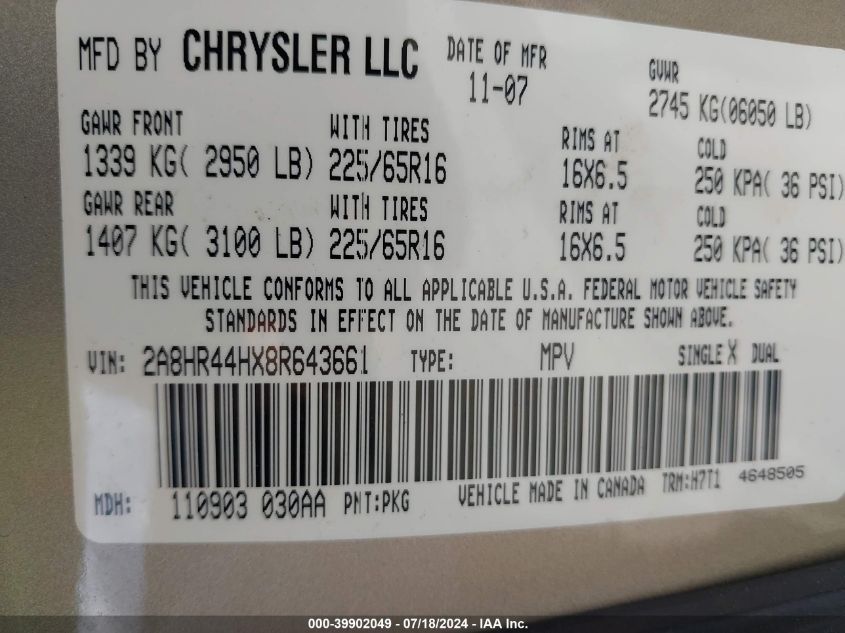 MFD BY CHRYSLER LLC DATE OF MFR GVWR
11-07 2745 KG(06050 LB)
GAWR FRONT WITH TIRES RIMS AT COLD
1339 KG( 2950 LB) 225/65R16 16X6.5 250 KPA( 36 PSI)
GAWR REAR WITH TIRES RIMS AT COLD
1407 KG( 3100 LB) 225/65R16 16X6.5 250 KPA( 36 PSI)
THIS VEHICLE CONFORMS TO ALL APPLICABLE U.S.A. FEDERAL MOTOR VEHICLE SAFETY
STANDARDS IN EFFECT ON THE DATE OF MANUFACTURE SHOWN ABOVE.
VIN: 2A8HR44HX8R643661 TYPE: MPV SINGLE X DUAL
MDH: 110903 030AA PNT:PKG VEHICLE MADE IN CANADA TRM:H7T1 4648505
000-39902049 - 07/18/2024 - IAA Inc.